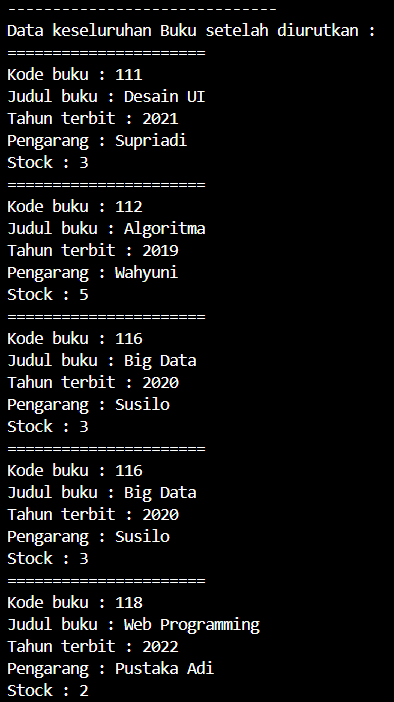 ------------------------------
Data keseluruhan Buku setelah diurutkan :
======================
Kode buku : 111
Judul buku : Desain UI
Tahun terbit : 2021
Pengarang : Supriadi
Stock : 3
======================
Kode buku : 112
Judul buku : Algoritma
Tahun terbit : 2019
Pengarang : Wahyuni
Stock : 5
======================
Kode buku : 116
Judul buku : Big Data
Tahun terbit : 2020
Pengarang : Susilo
Stock : 3
======================
Kode buku : 116
Judul buku : Big Data
Tahun terbit : 2020
Pengarang : Susilo
Stock : 3
======================
Kode buku : 118
Judul buku : Web Programming
Tahun terbit : 2022
Pengarang : Pustaka Adi
Stock : 2